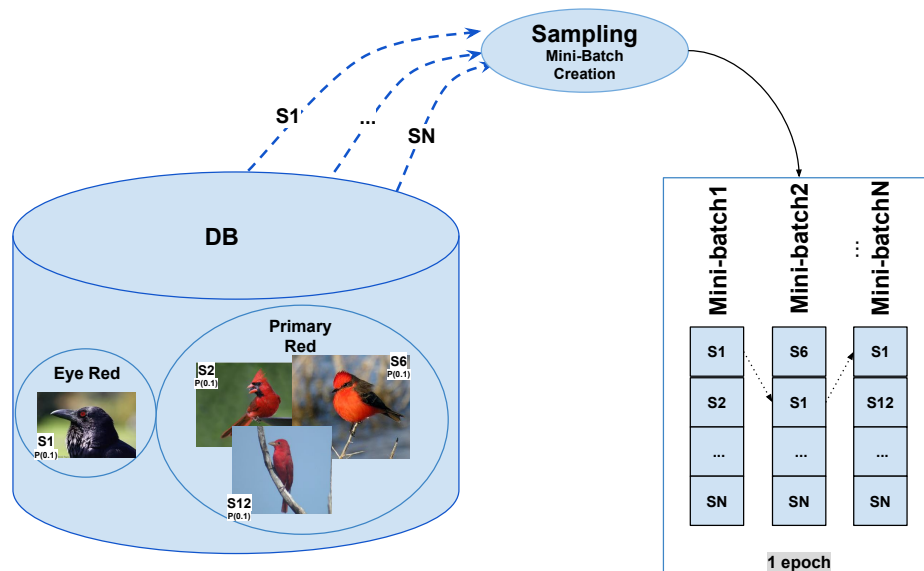 Sampling
Mini-Batch
Creation
S1
...
SN
DB
Primary
Red
Eye Red
S1
P(0.1)
S2
P(0.1)
S6
P(0.1)
S12
P(0.1)
Mini-batch1
Mini-batch2
...
Mini-batchN
S1
S6
S1
S2
S1
S12
...
...
...
SN
SN
SN
1 epoch